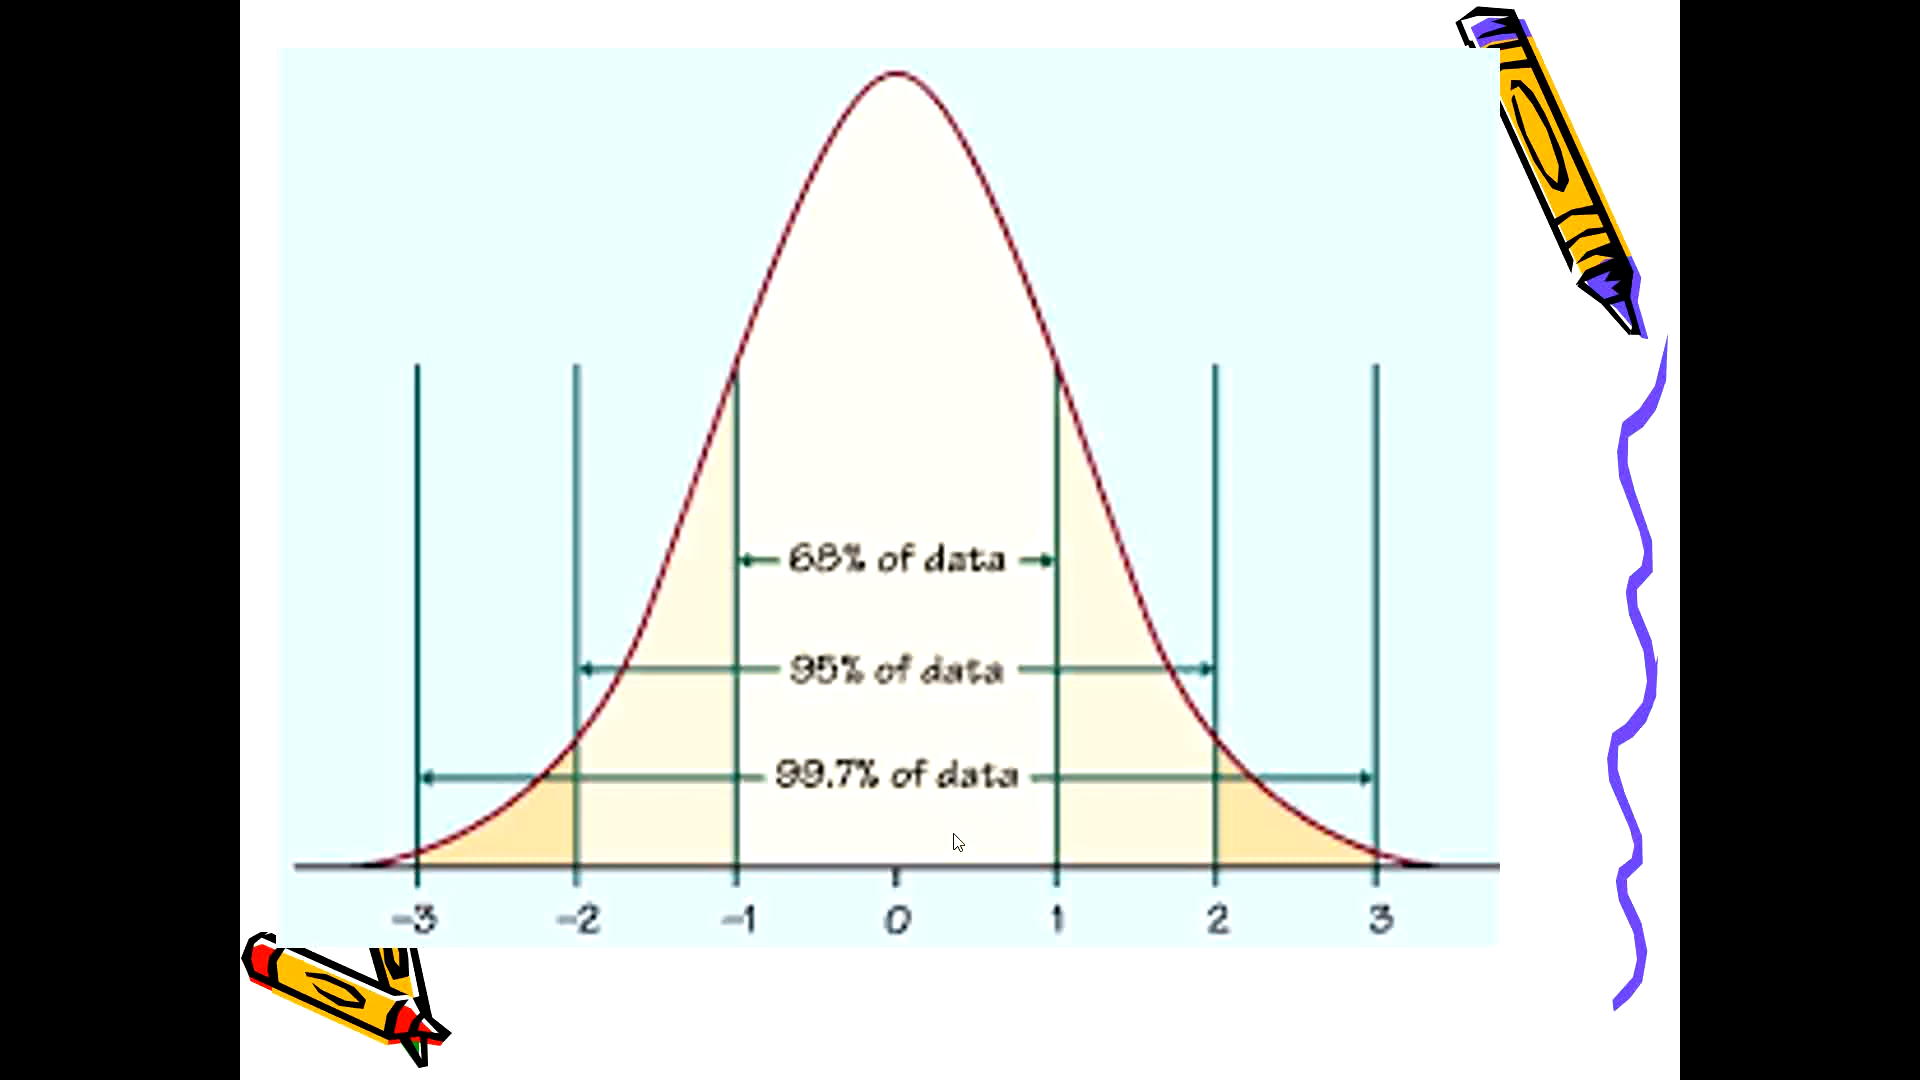 68% of data
95% of data
99.7% of data
-3 -2 -1 0 1 2 3